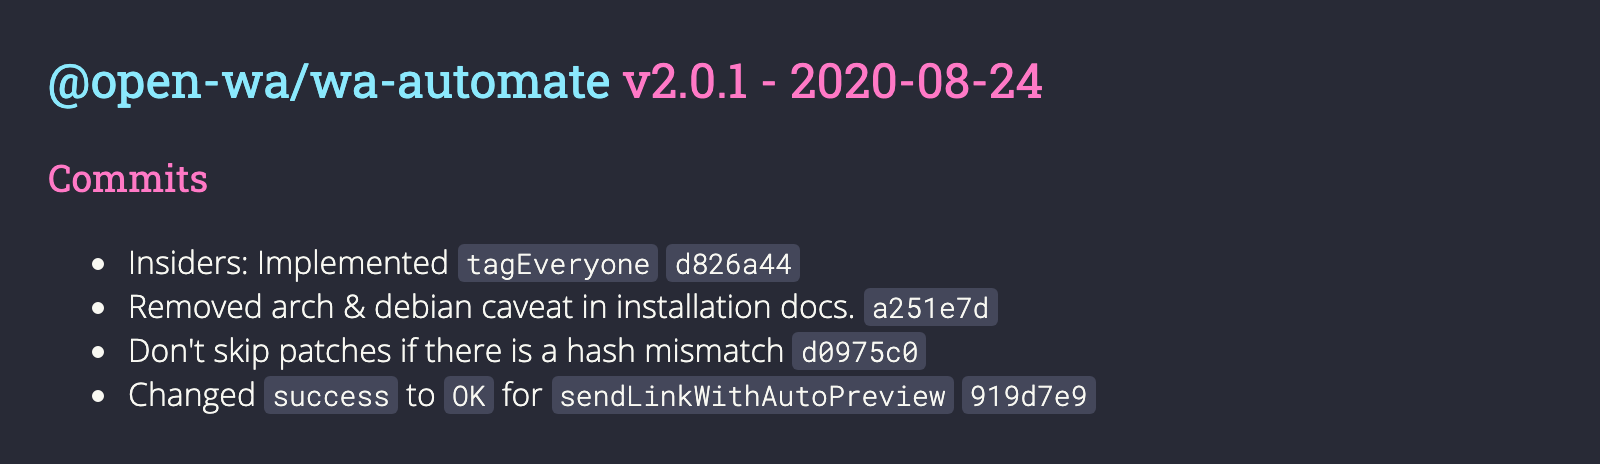 @open-wa/wa-automate v2.0.1 - 2020-08-24
Commits
Insiders: Implemented tagEveryone d826a44
Removed arch & debian caveat in installation docs. a251e7d
Don't skip patches if there is a hash mismatch d0975c0
Changed success to OK for sendLinkWithAutoPreview 919d7e9